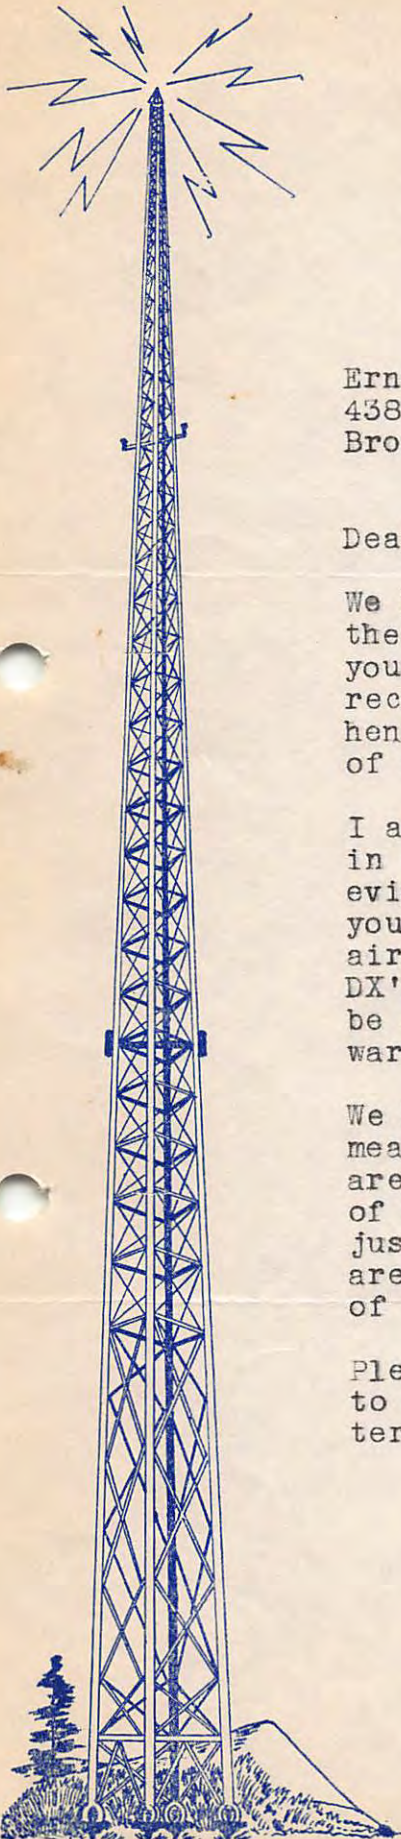 Ern
438
Bro
Dea
We
the
you
rec
hen
of
I a
in
evi
you
air
DX'
be
war
We
mea
are
of
jus
are
of
Ple
to
ter